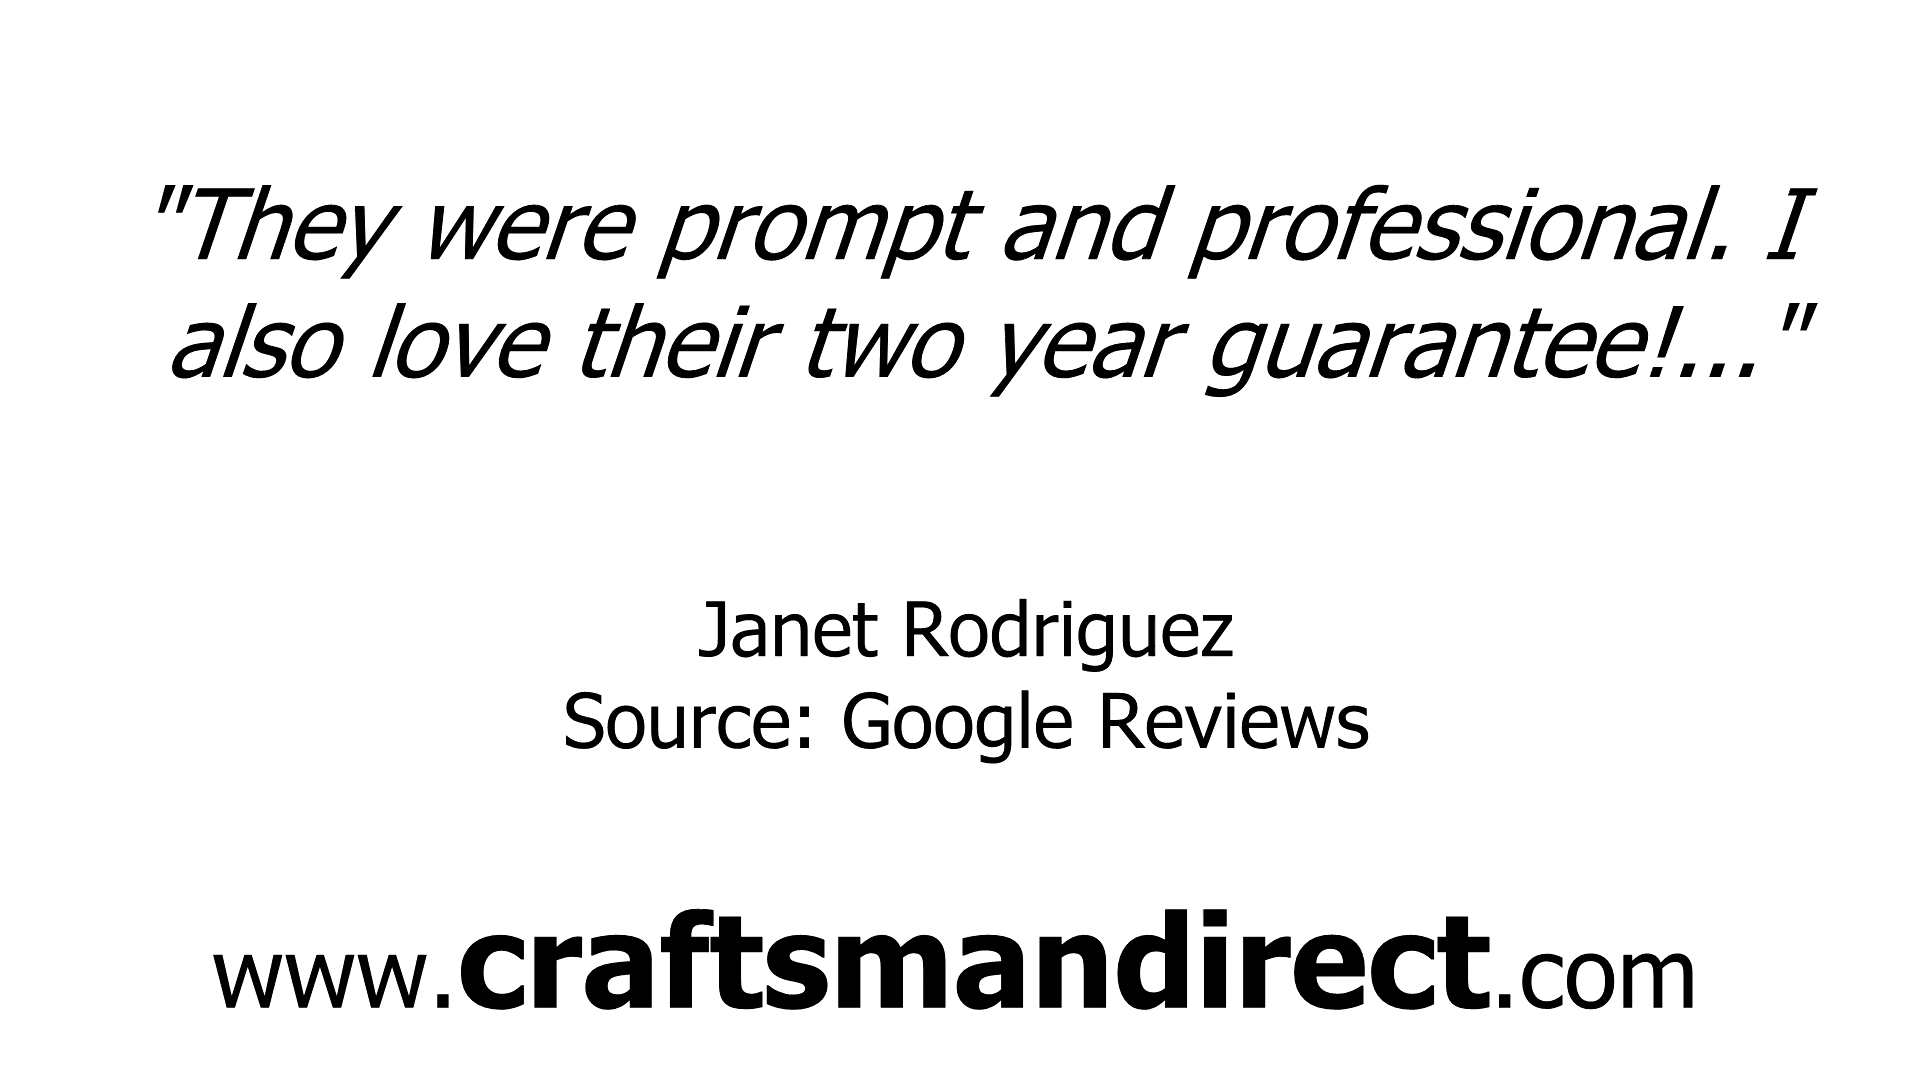 "They were prompt and professional. I
also love their two year guarantee!..."
Janet Rodriguez
Source: Google Reviews
www.craftsmandirect.com